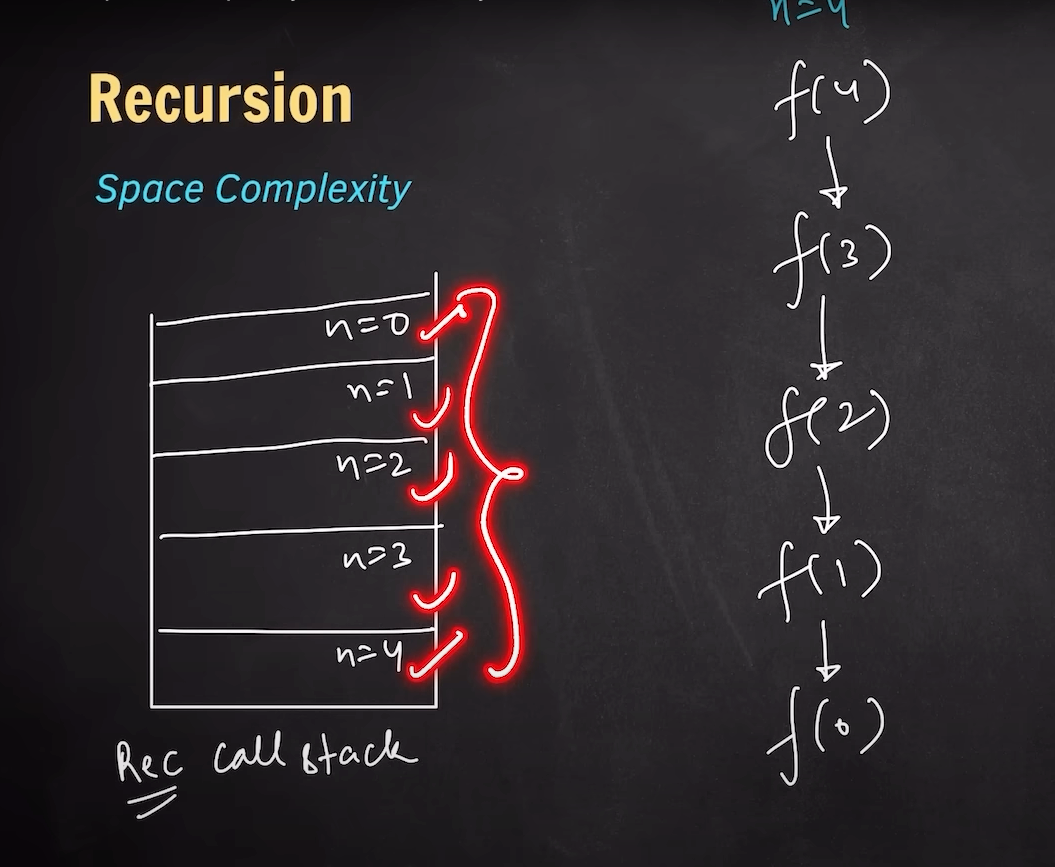 n=4
Recursion
Space Complexity
n=0
n=1
n=2
n=3
n=4
Rec Call Stack
f(4)
f(3)
f(2)
f(1)
f(0)